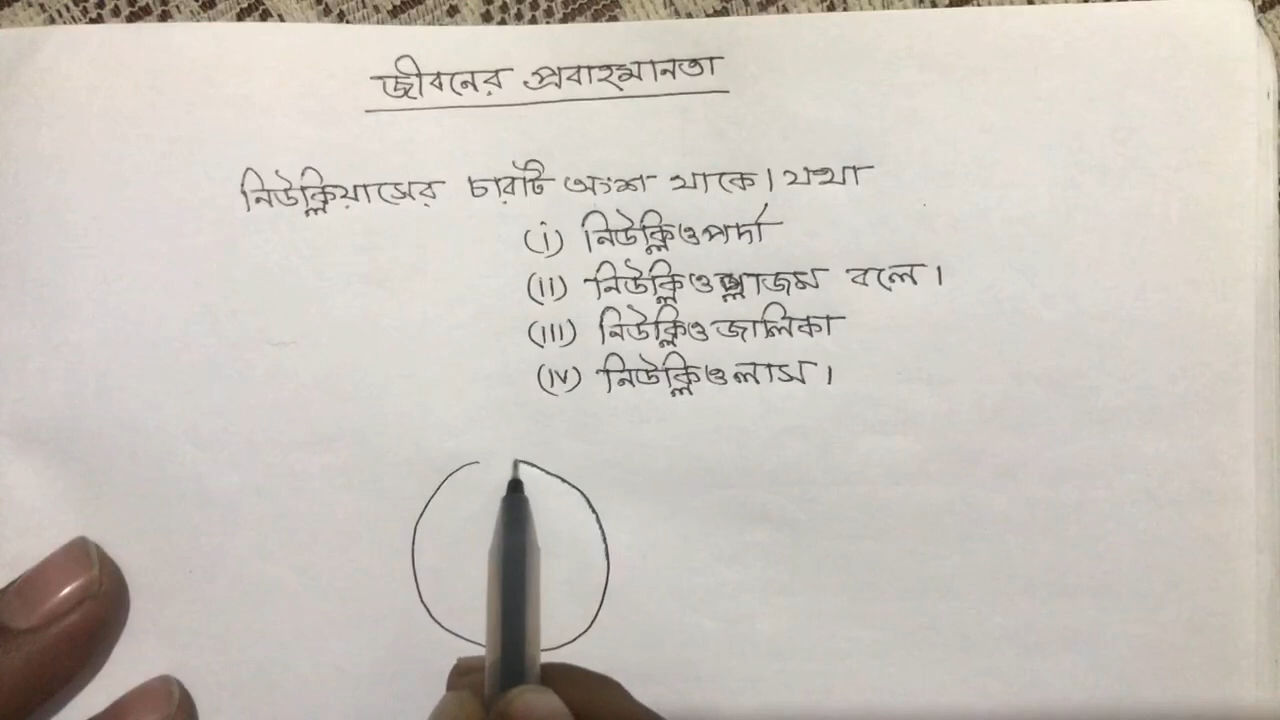 জীবনের প্রবাহমানতা
নিউক্লিয়াসের চারটি অংশ থাকে। যথা
(i) নিউক্লিওপর্দা
(II) নিউক্লিওপ্লাজম বলে।
(III) নিউক্লিওজালিকা
(IV) নিউক্লিওলাস।